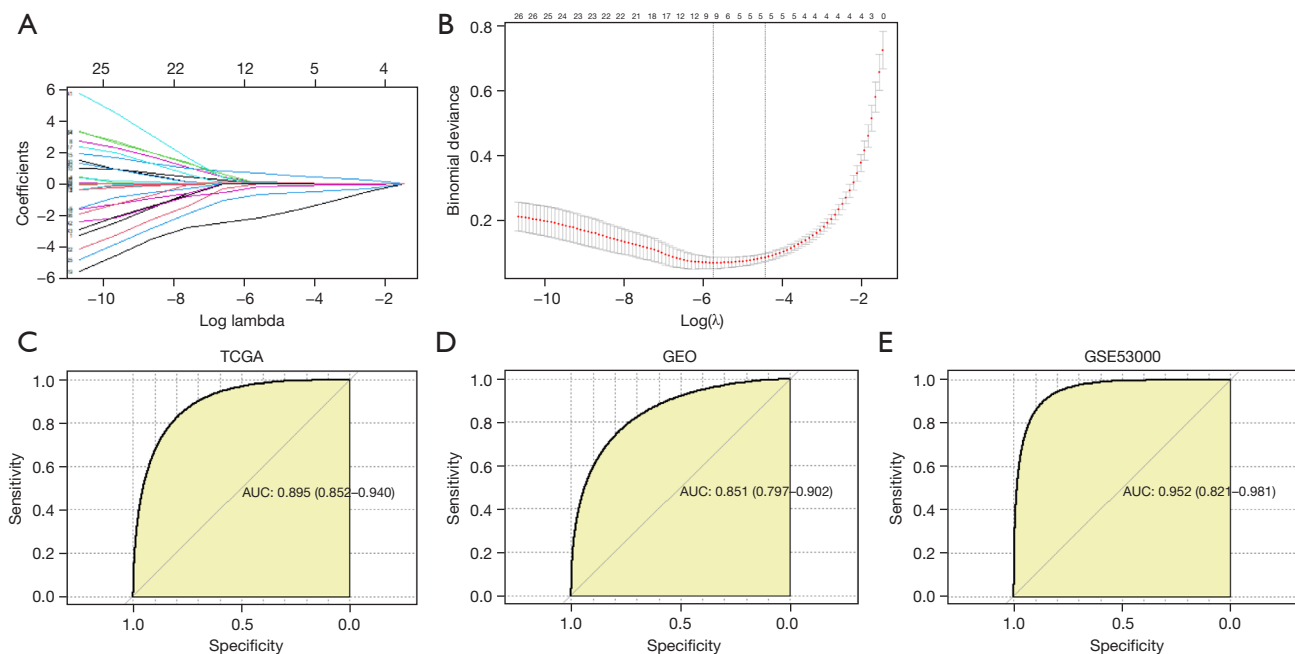 A
25 22 12 5 4
6
4
2
0
−2
−4
−6
Coefficients
−10 −8 −6 −4 −2
Log lambda
B
26 26 25 24 23 23 22 22 21 18 17 12 12 9 9 6 5 5 5 5 4 4 4 4 3 0
0.8
0.6
0.4
0.2
Binomial deviance
−10 −8 −6 −4 −2
Log(λ)
C
TCGA
1.0
0.8
0.6
0.4
0.2
0.0
Sensitivity
AUC: 0.895 (0.852–0.940)
1.0 0.5 0.0
Specificity
D
GEO
1.0
0.8
0.6
0.4
0.2
0.0
Sensitivity
AUC: 0.851 (0.797–0.902)
1.0 0.5 0.0
Specificity
E
GSE53000
1.0
0.8
0.6
0.4
0.2
0.0
Sensitivity
AUC: 0.952 (0.821–0.981)
1.0 0.5 0.0
Specificity